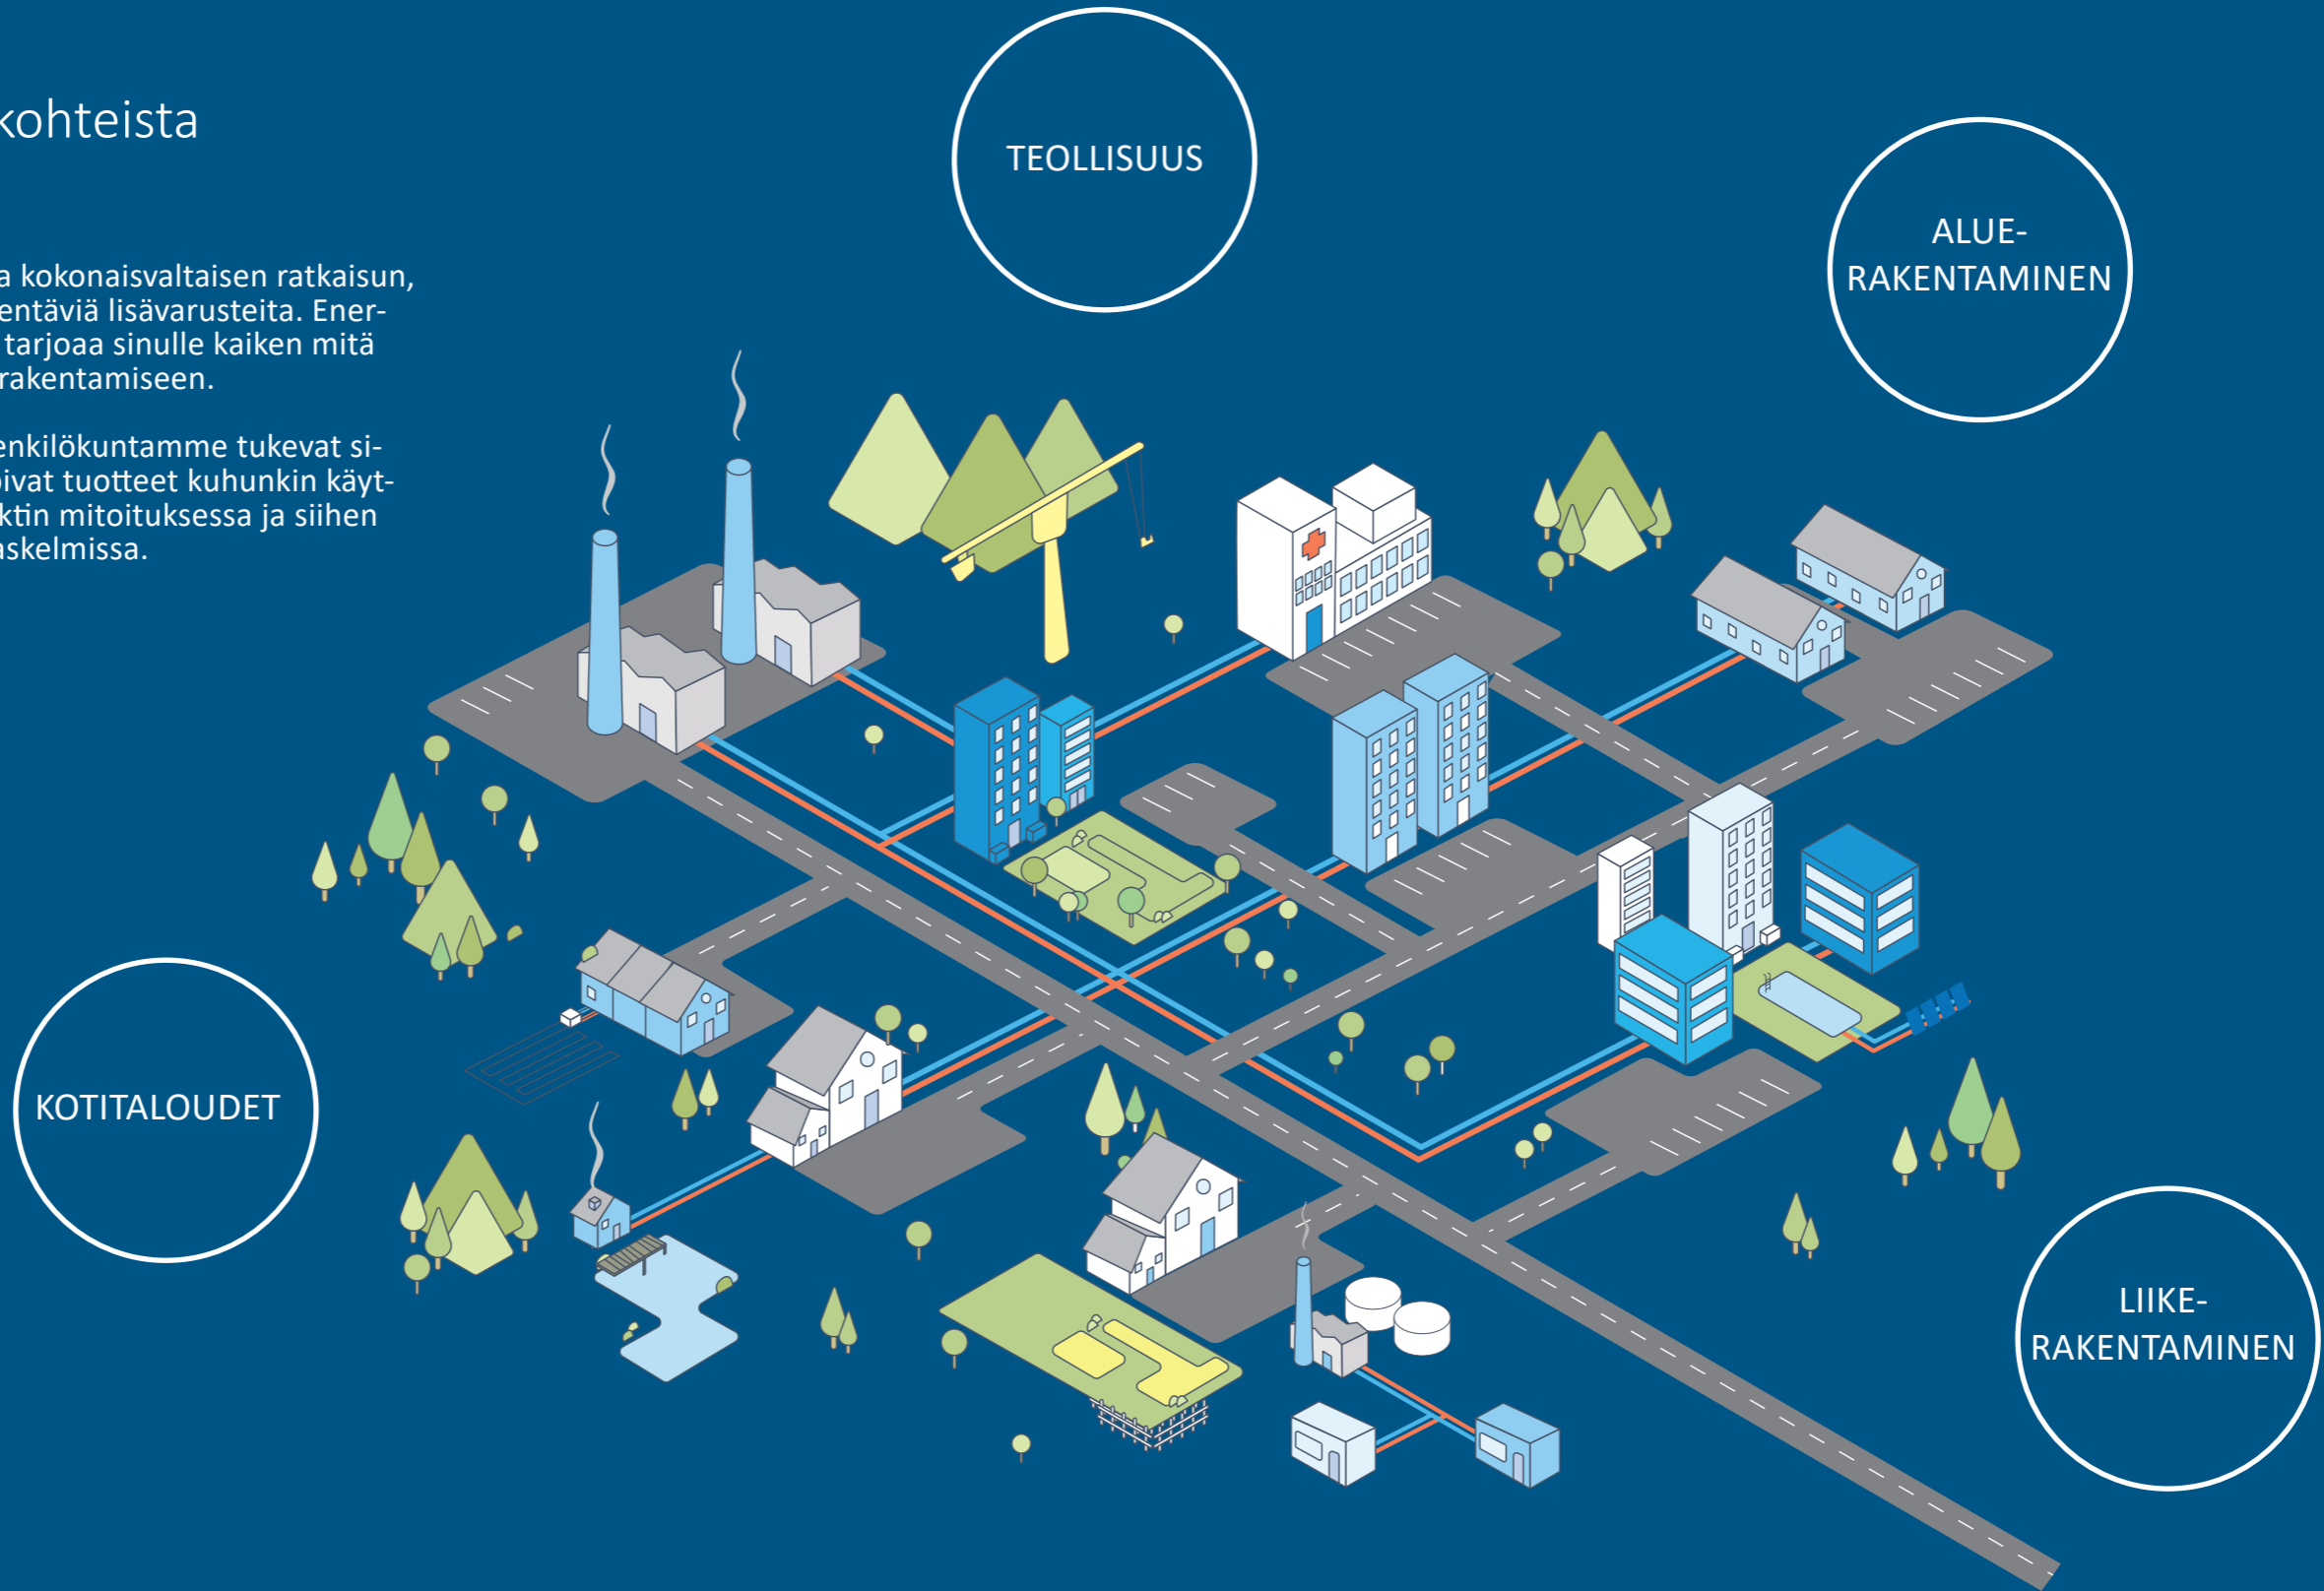 kohteista
a kokonaisvaltaisen ratkaisun,
entäviä lisävarusteita. Ener-
tarjoaa sinulle kaiken mitä
rakentamiseen.
enkilökuntamme tukevat si-
pivat tuotteet kuhunkin käyt-
ktin mitoituksessa ja siihen
askelmissa.
TEOLLISUUS
ALUE-
RAKENTAMINEN
KOTITALOUDET
LIIKE-
RAKENTAMINEN